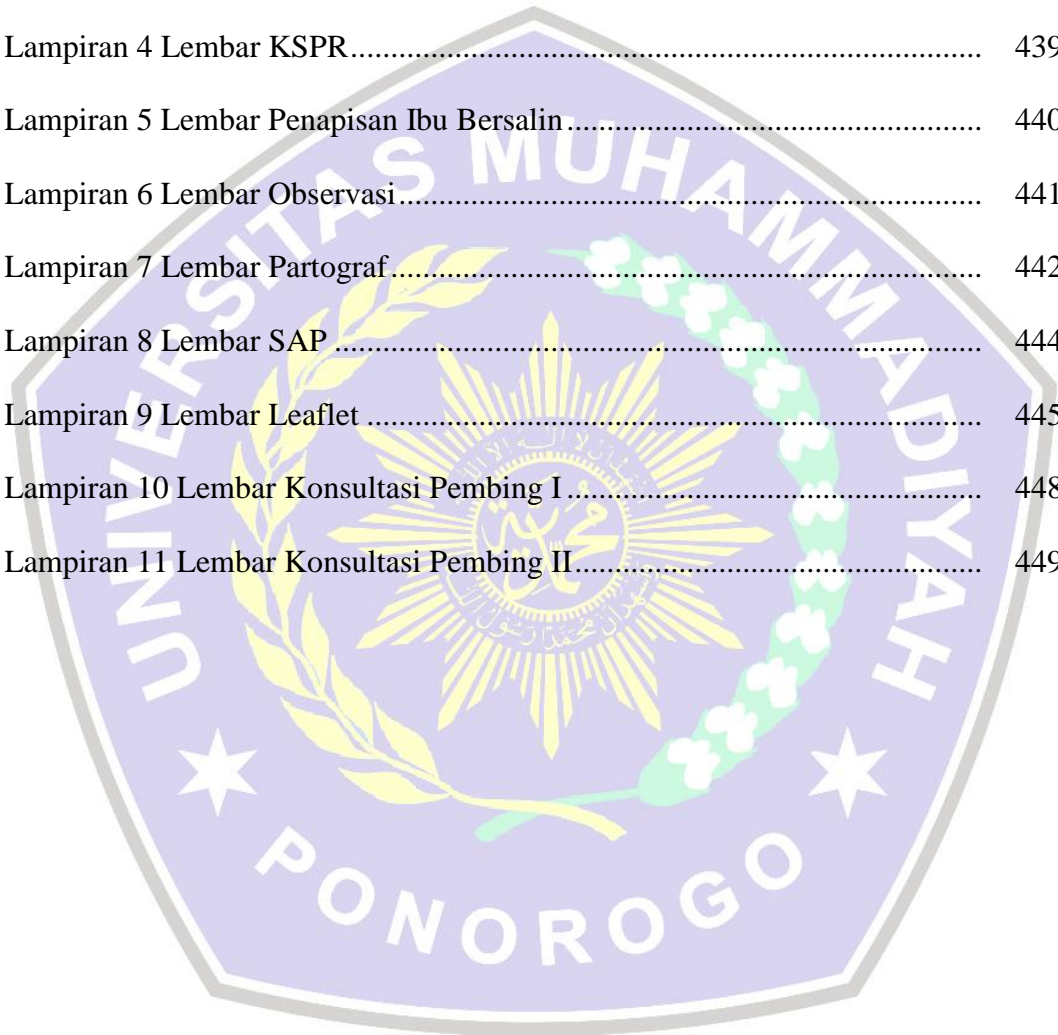 Lampiran 4 Lembar KSPR.................................................................................... 439
Lampiran 5 Lembar Penapisan Ibu Bersalin....................................................... 440
Lampiran 6 Lembar Observasi............................................................................. 441
Lampiran 7 Lembar Partograf.............................................................................. 442
Lampiran 8 Lembar SAP ...................................................................................... 444
Lampiran 9 Lembar Leaflet .................................................................................. 445
Lampiran 10 Lembar Konsultasi Pembing I....................................................... 448
Lampiran 11 Lembar Konsultasi Pembing II...................................................... 449
UNIVERSITAS MUHAMMADIYAH
PONOROGO